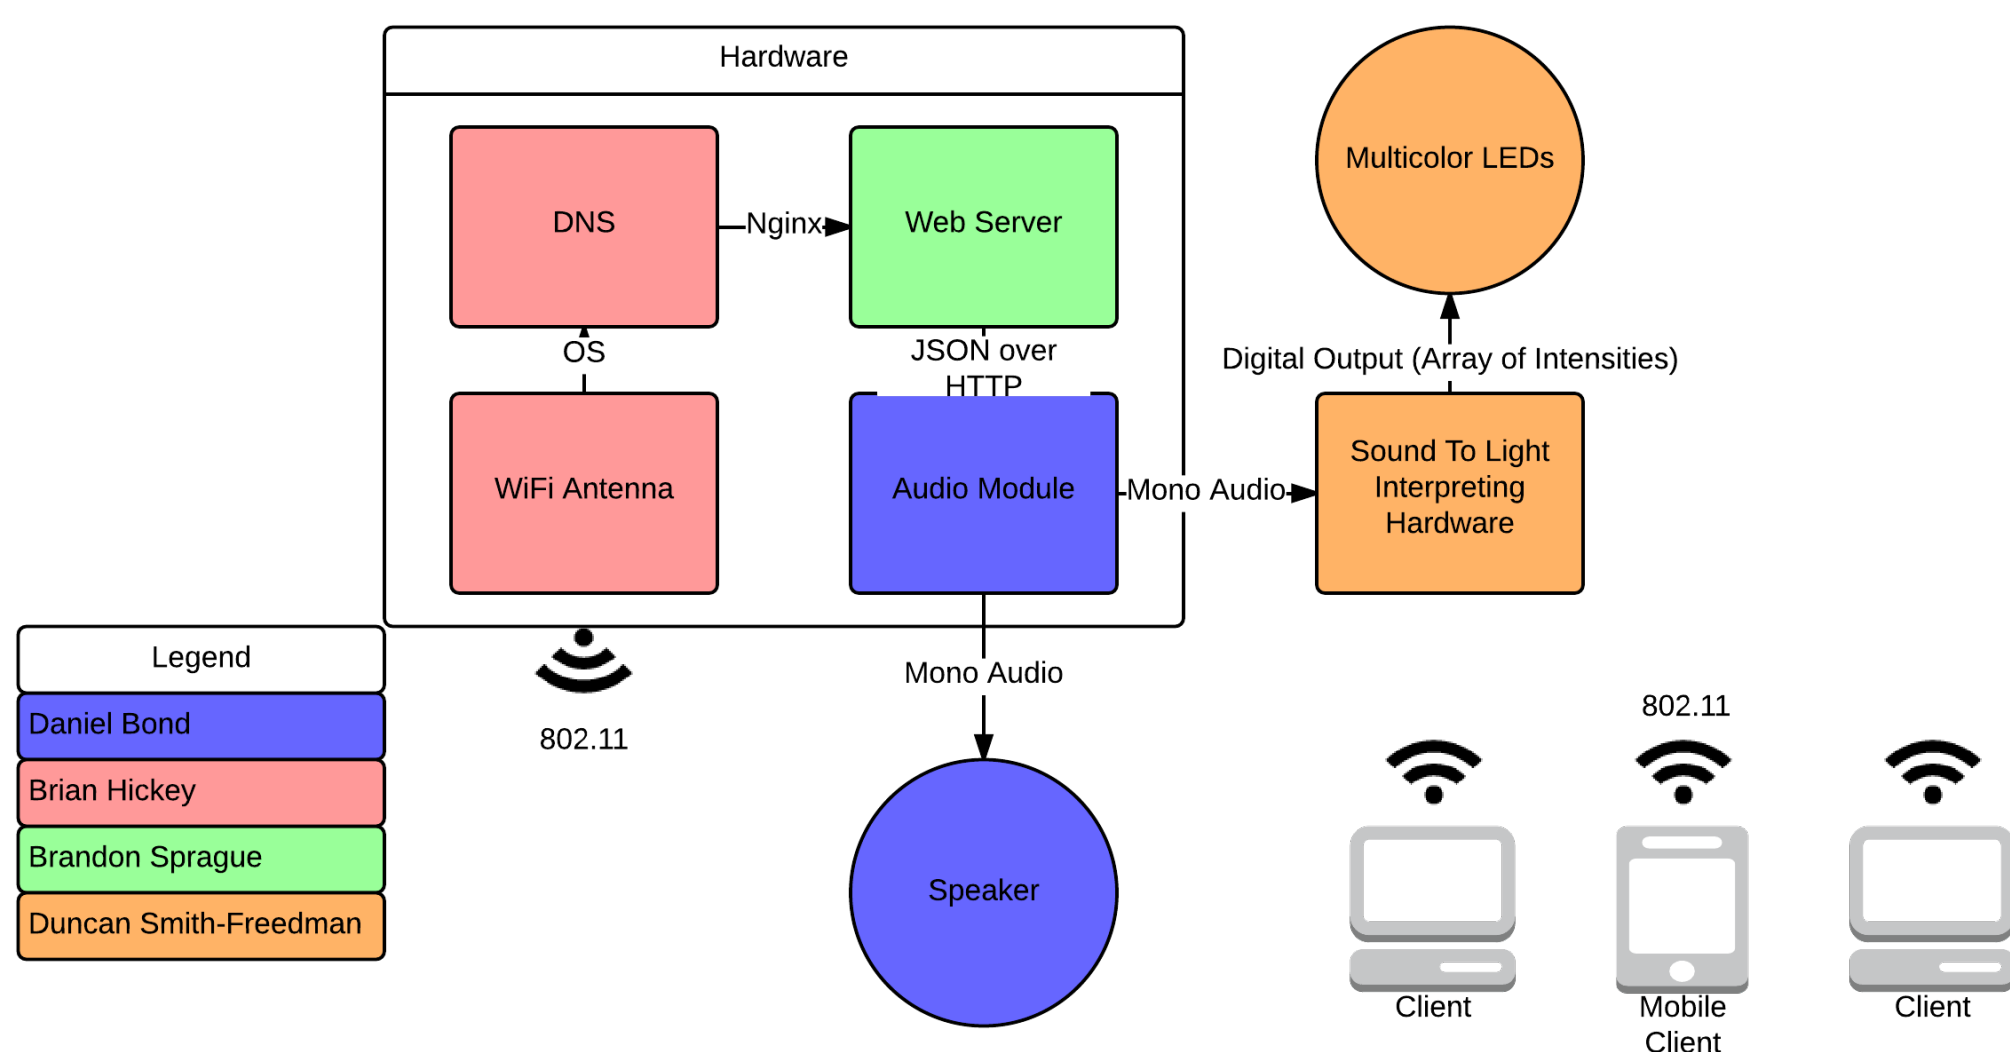 Hardware
DNS
Nginx
Web Server
Multicolor LEDs
OS
JSON over
HTTP
Digital Output (Array of Intensities)
WiFi Antenna
Audio Module
Mono Audio
Sound To Light
Interpreting
Hardware
Legend
Daniel Bond
Brian Hickey
Brandon Sprague
Duncan Smith-Freedman
802.11
Mono Audio
Speaker
802.11
Client
Mobile
Client
Client